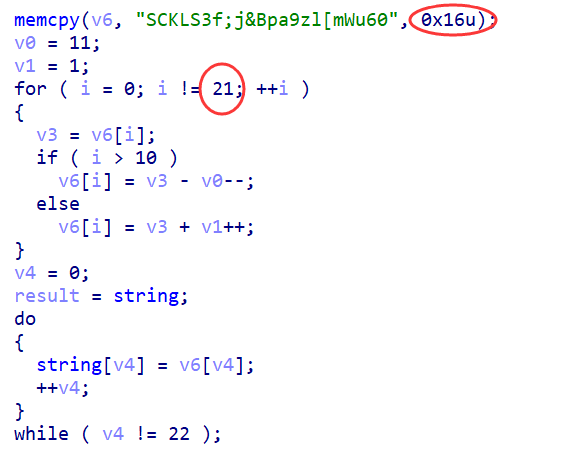 memcpy(v6, "SCKLS3f;j&Bpa9zl[mWu60", 0x16u);
v0 = 11;
v1 = 1;
for ( i = 0; i != 21; ++i )
{
v3 = v6[i];
if ( i > 10 )
v6[i] = v3 - v0--;
else
v6[i] = v3 + v1++;
}
v4 = 0;
result = string;
do
{
string[v4] = v6[v4];
++v4;
}
while ( v4 != 22 );